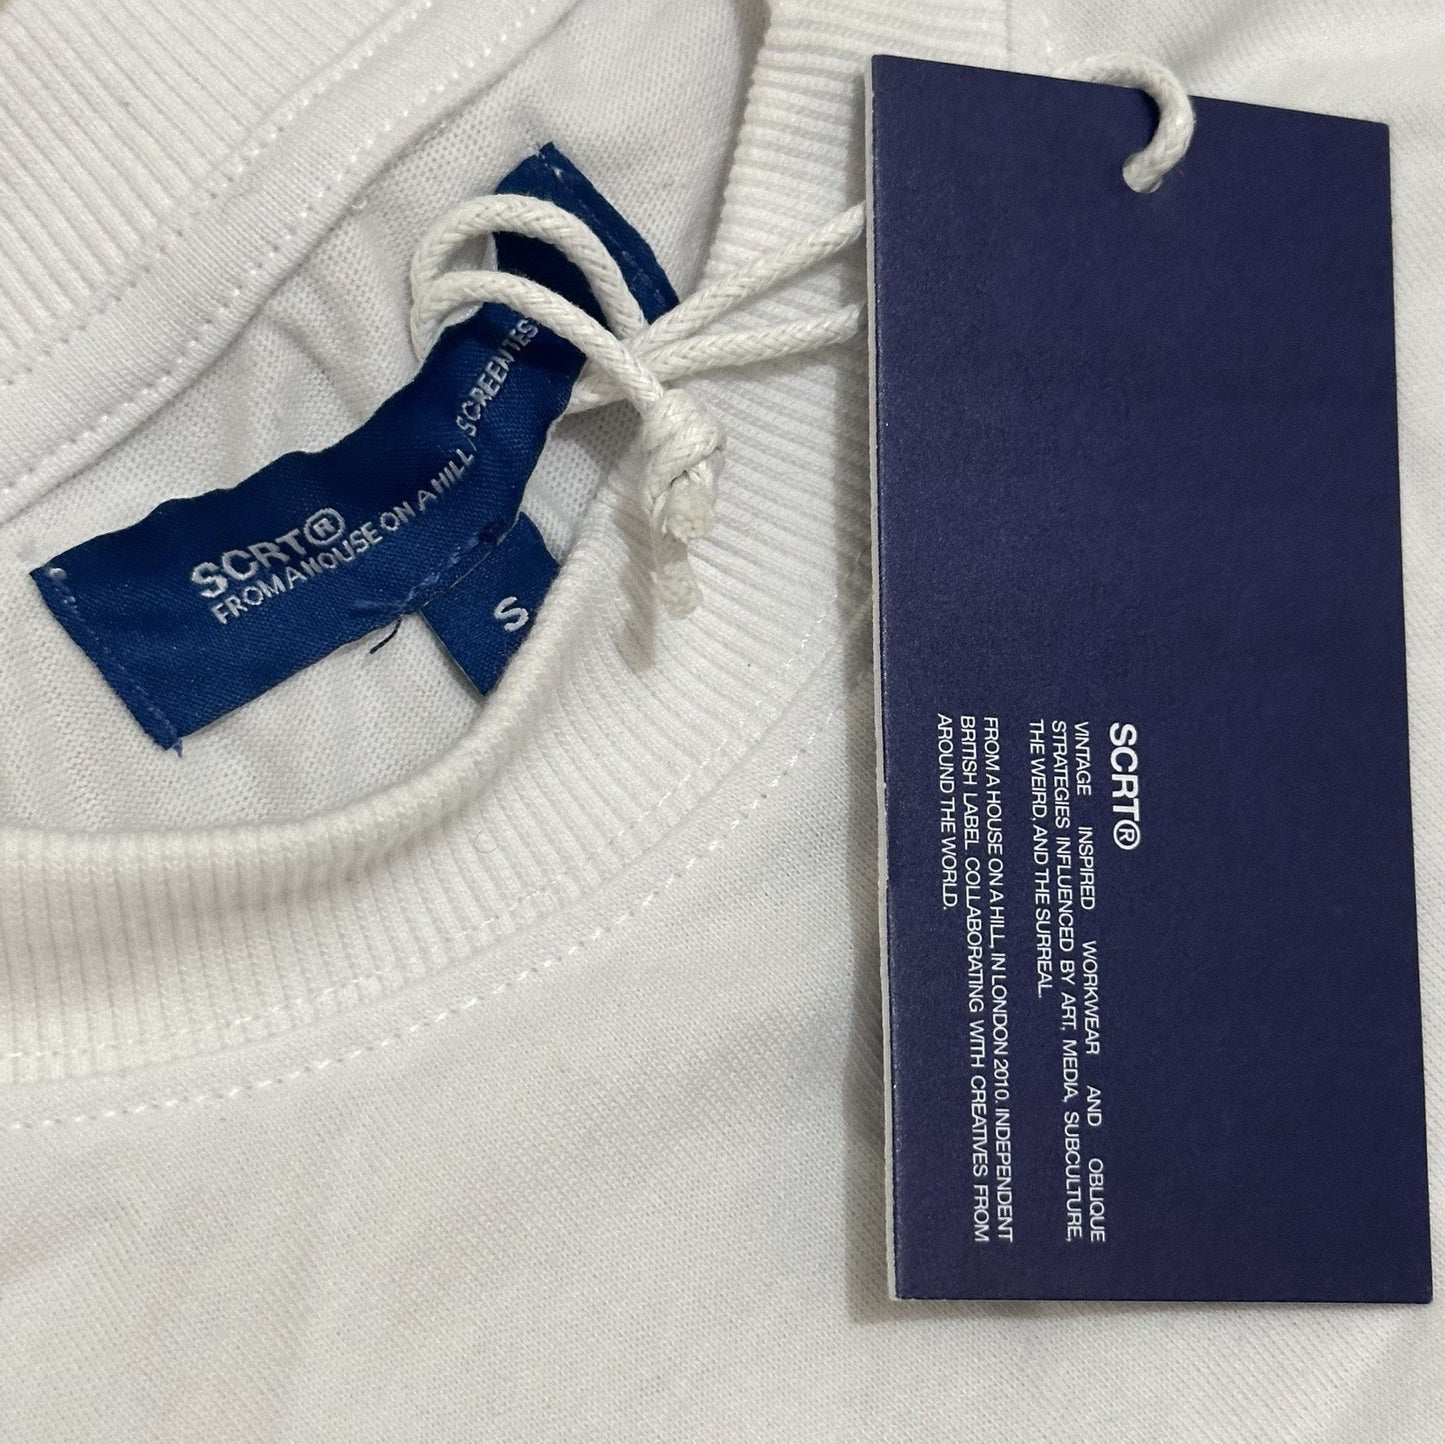 SCRT®
FROM A HOUSE ON A HILL / SCREEN TES
S
SCRT®
VINTAGE INSPIRED WORKWEAR AND OBLIQUE
STRATEGIES INFLUENCED BY ART, MEDIA, SUBCULTURE,
THE WEIRD, AND THE SURREAL.
FROM A HOUSE ON A HILL, IN LONDON 2010. INDEPENDENT
BRITISH LABEL COLLABORATING WITH CREATIVES FROM
AROUND THE WORLD.